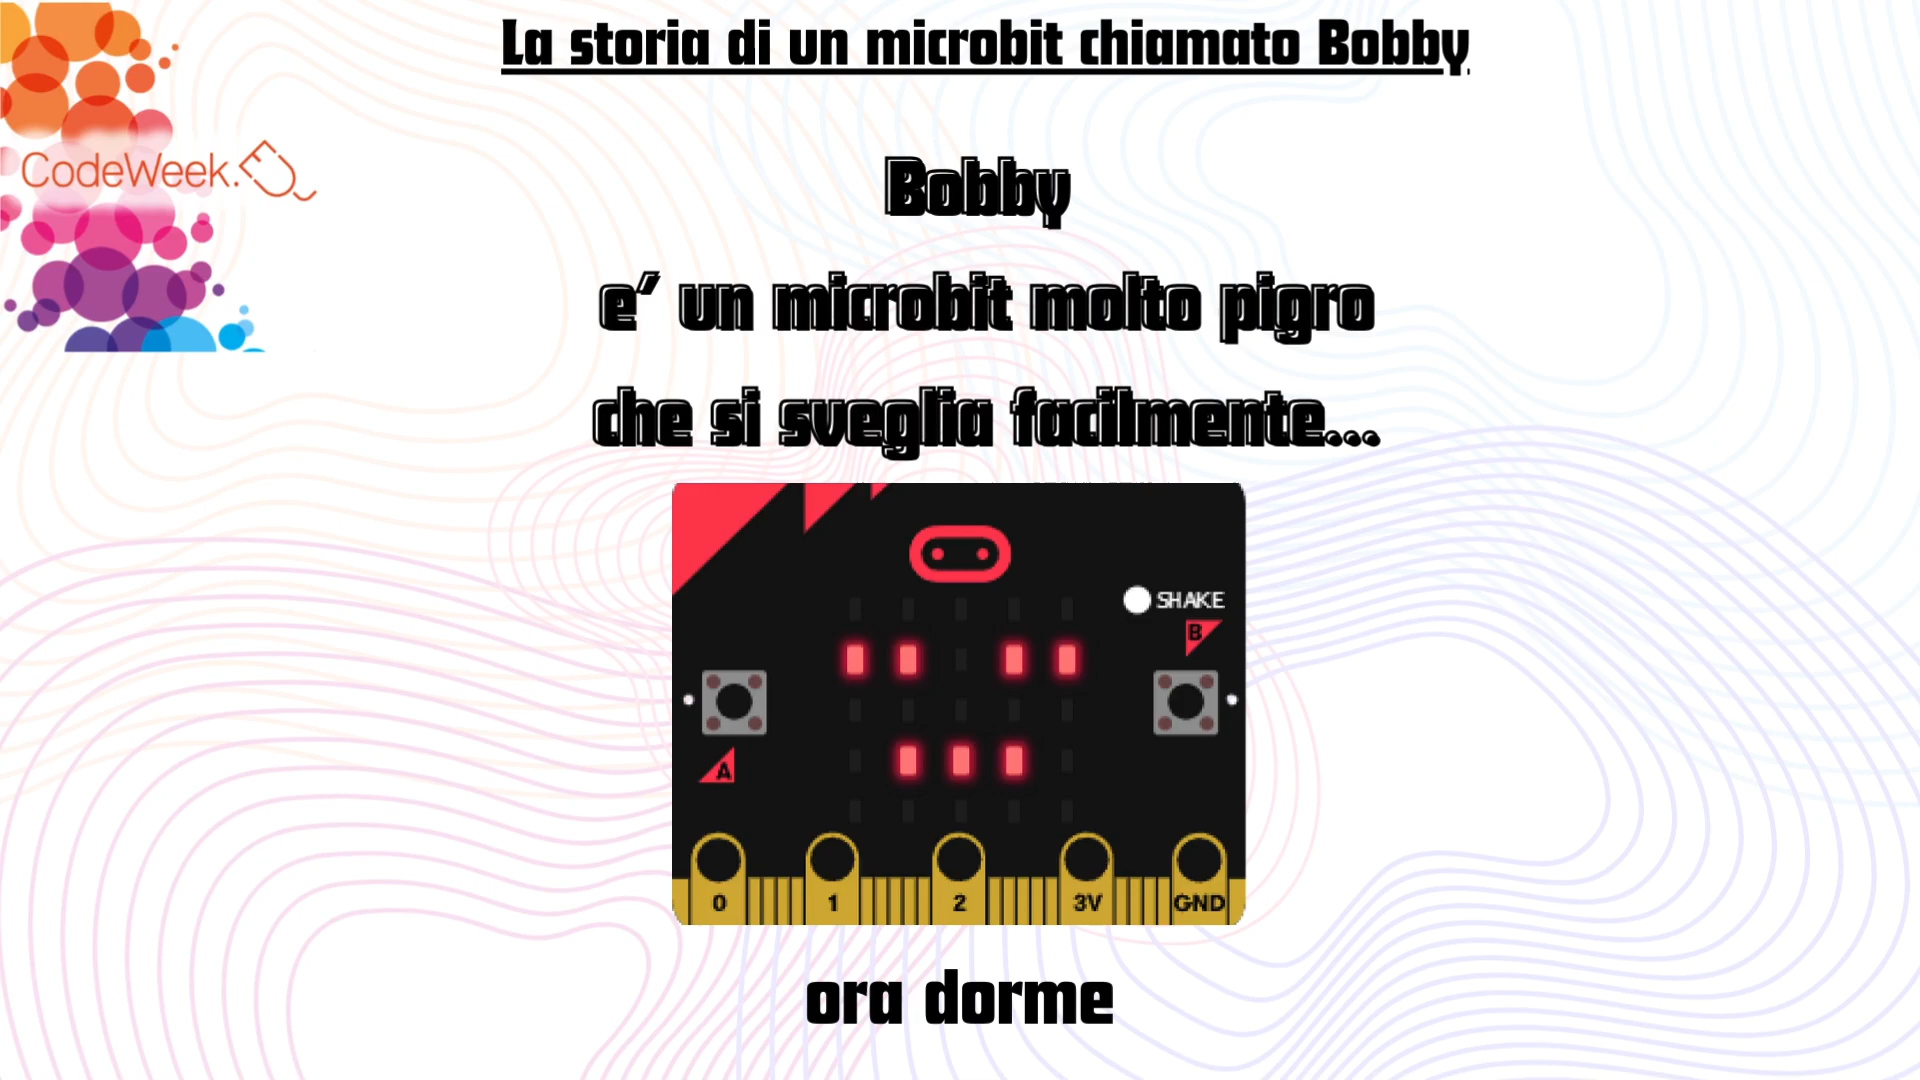 La storia di un microbit chiamato Bobby
CodeWeek.EU
Bobby
e' un microbit molto pigro
che si sveglia facilmente...
SHAKE
B
A
0 1 2 3V GND
ora dorme